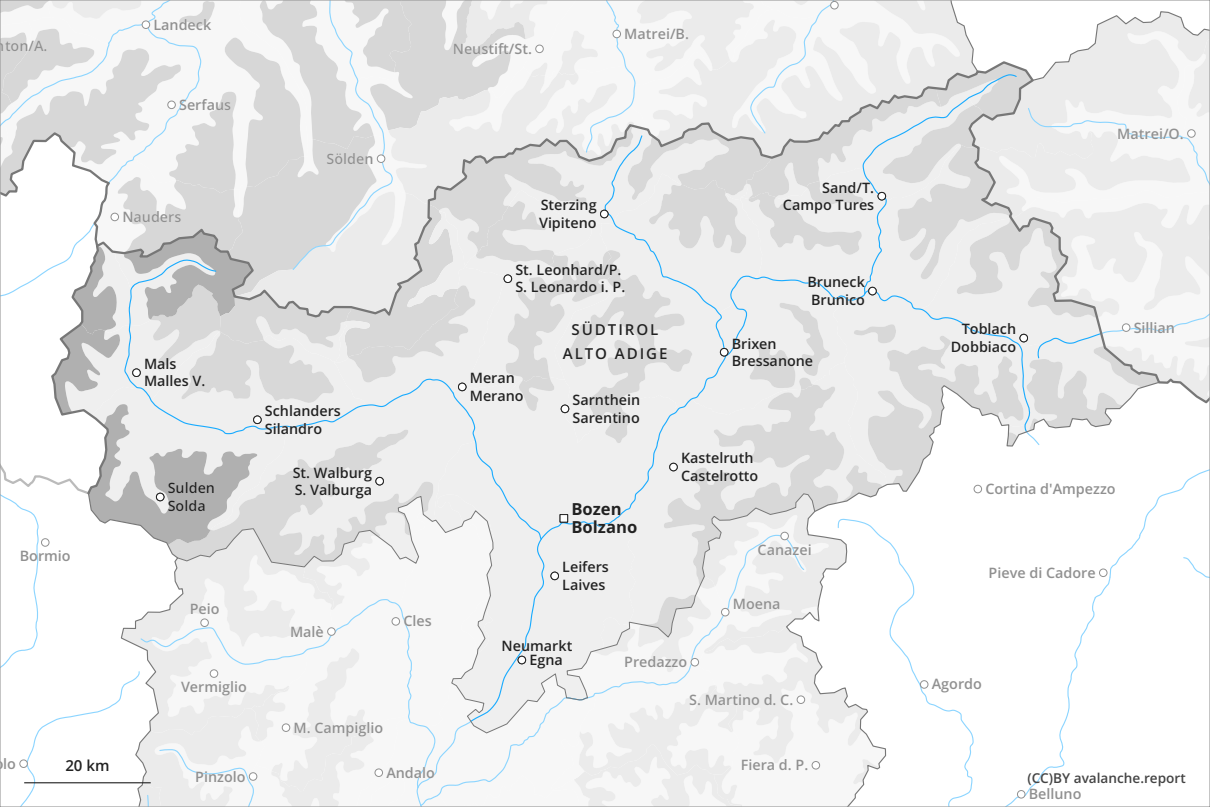 Landeck
nton/A.
Neustift/St.
Matrei/B.
Serfaus
Matrei/O.
Sölden
Nauders
Sand/T.
Campo Tures
Sterzing
Vipiteno
St. Leonhard/P.
S. Leonardo i. P.
Bruneck
Brunico
SÜDTIROL
ALTO ADIGE
Toblach
Dobbiaco
Sillian
Brixen
Bressanone
Mals
Malles V.
Meran
Merano
Sarnthein
Sarentino
Schlanders
Silandro
Kastelruth
Castelrotto
St. Walburg
S. Valburga
Sulden
Solda
Cortina d'Ampezzo
Bozen
Bolzano
Bormio
Canazei
Leifers
Laives
Pieve di Cadore
Peio
Malè
Cles
Moena
Neumarkt
Egna
Predazzo
Vermiglio
Agordo
S. Martino d. C.
M. Campiglio
20 km
olo
Pinzolo
Andalo
Fiera d. P.
(CC)BY avalanche.report
Belluno